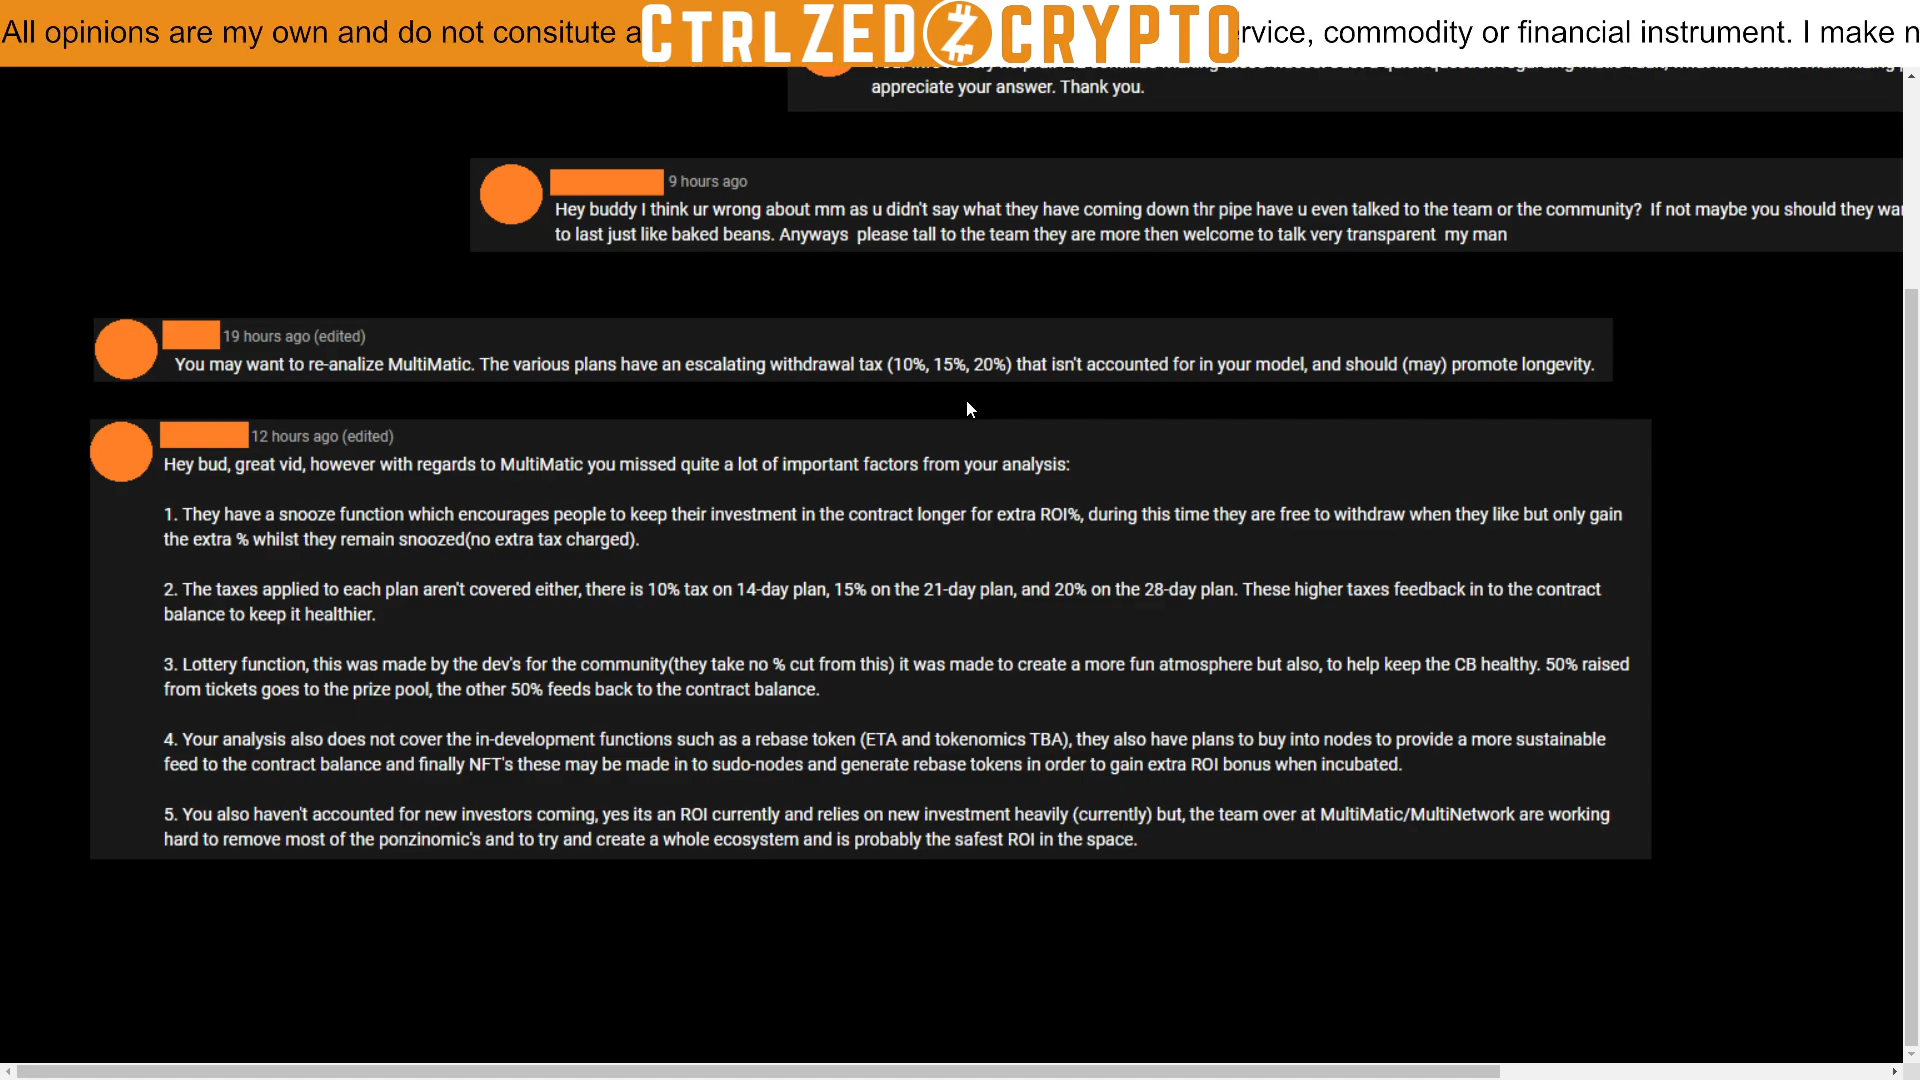 All opinions are my own and do not consitute a
CTRLZED CRYPTO
rvice, commodity or financial instrument. I make n
appreciate your answer. Thank you.
9 hours ago
Hey buddy I think ur wrong about mm as u didn't say what they have coming down thr pipe have u even talked to the team or the community? If not maybe you should they wa
to last just like baked beans. Anyways please tall to the team they are more then welcome to talk very transparent my man
19 hours ago (edited)
You may want to re-analize MultiMatic. The various plans have an escalating withdrawal tax (10%, 15%, 20%) that isn't accounted for in your model, and should (may) promote longevity.
12 hours ago (edited)
Hey bud, great vid, however with regards to MultiMatic you missed quite a lot of important factors from your analysis:
1. They have a snooze function which encourages people to keep their investment in the contract longer for extra ROI%, during this time they are free to withdraw when they like but only gain
the extra % whilst they remain snoozed(no extra tax charged).
2. The taxes applied to each plan aren't covered either, there is 10% tax on 14-day plan, 15% on the 21-day plan, and 20% on the 28-day plan. These higher taxes feedback in to the contract
balance to keep it healthier.
3. Lottery function, this was made by the dev's for the community(they take no % cut from this) it was made to create a more fun atmosphere but also, to help keep the CB healthy. 50% raised
from tickets goes to the prize pool, the other 50% feeds back to the contract balance.
4. Your analysis also does not cover the in-development functions such as a rebase token (ETA and tokenomics TBA), they also have plans to buy into nodes to provide a more sustainable
feed to the contract balance and finally NFT's these may be made in to sudo-nodes and generate rebase tokens in order to gain extra ROI bonus when incubated.
5. You also haven't accounted for new investors coming, yes its an ROI currently and relies on new investment heavily (currently) but, the team over at MultiMatic/MultiNetwork are working
hard to remove most of the ponzinomic's and to try and create a whole ecosystem and is probably the safest ROI in the space.